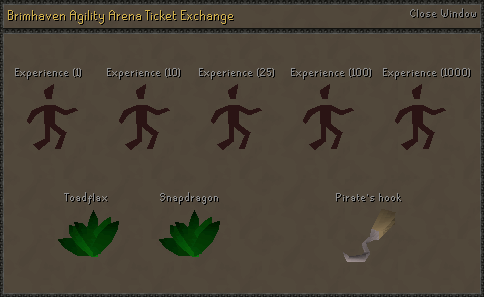 Brimhaven Agility Arena Ticket Exchange
Close Window
Experience (1) Experience (10) Experience (25) Experience (100) Experience (1000)
Toadflax Snapdragon Pirate's hook